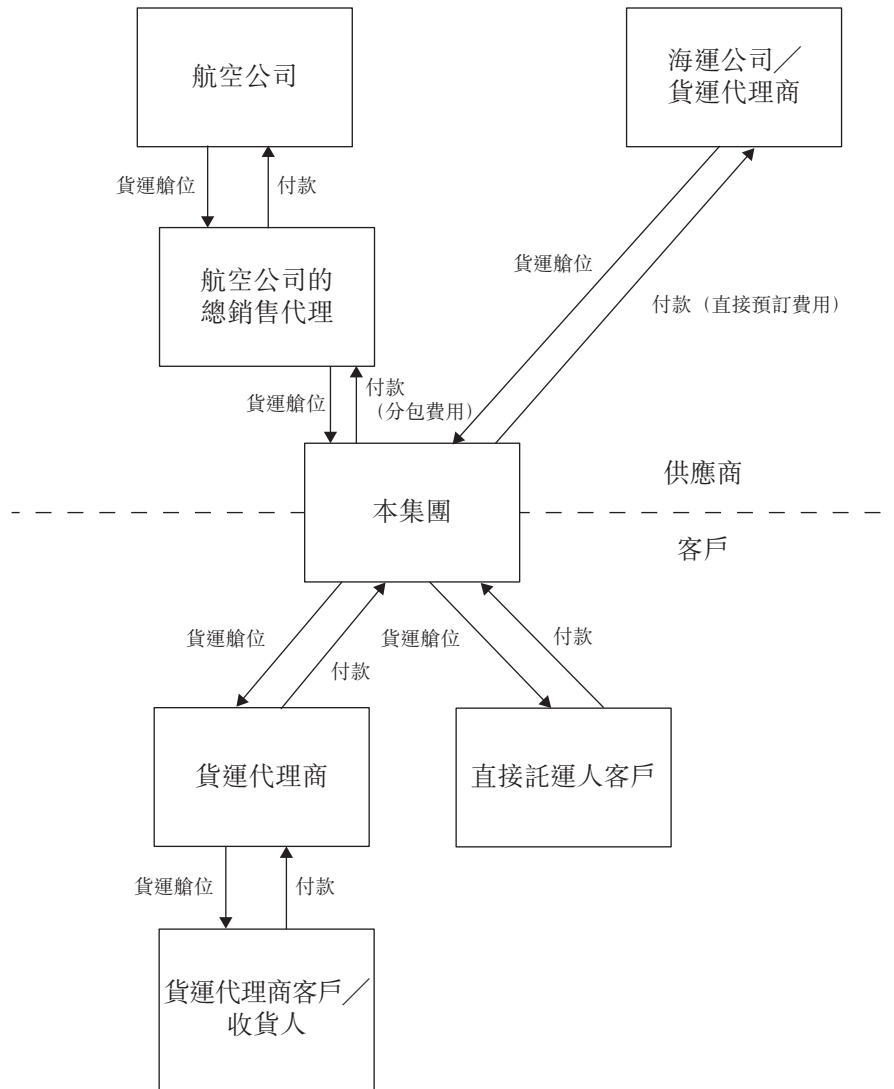 航空公司
海運公司／
貨運代理商
貨運艙位
付款
航空公司的
總銷售代理
貨運艙位
付款（直接預訂費用）
貨運艙位
付款
（分包費用）
供應商
本集團
客戶
貨運艙位
付款
貨運艙位
付款
貨運代理商
直接託運人客戶
貨運艙位
付款
貨運代理商客戶／
收貨人